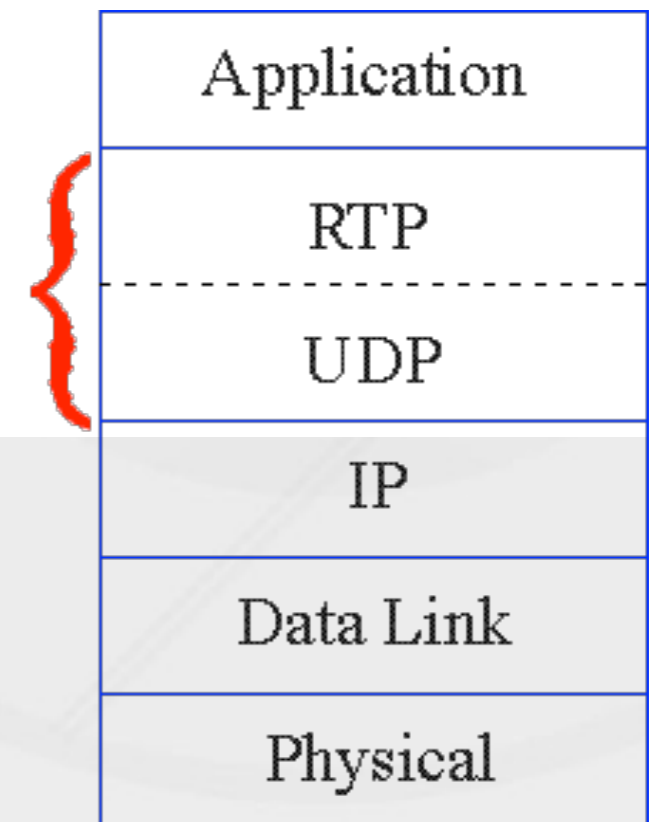 Application
RTP
UDP
IP
Data Link
Physical